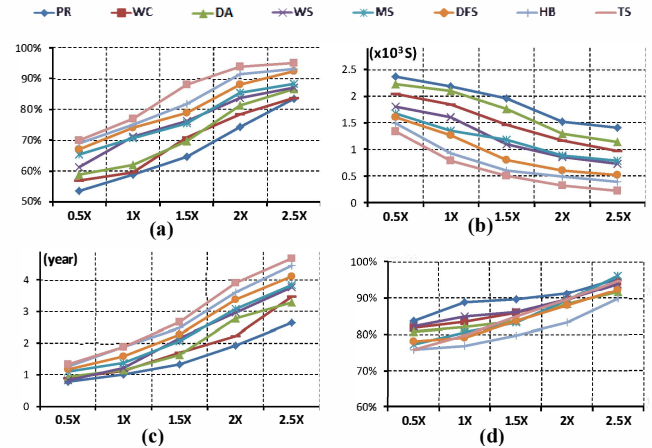 PR WC DA WS MS DFS HB TS
100%
90%
80%
70%
60%
50%
0.5X 1X 1.5X 2X 2.5X
(a)
(x10³S)
2.5
2
1.5
1
0.5
0
0.5X 1X 1.5X 2X 2.5X
(b)
(year)
4
3
2
1
0
0.5X 1X 1.5X 2X 2.5X
(c)
100%
90%
80%
70%
60%
0.5X 1X 1.5X 2X 2.5X
(d)